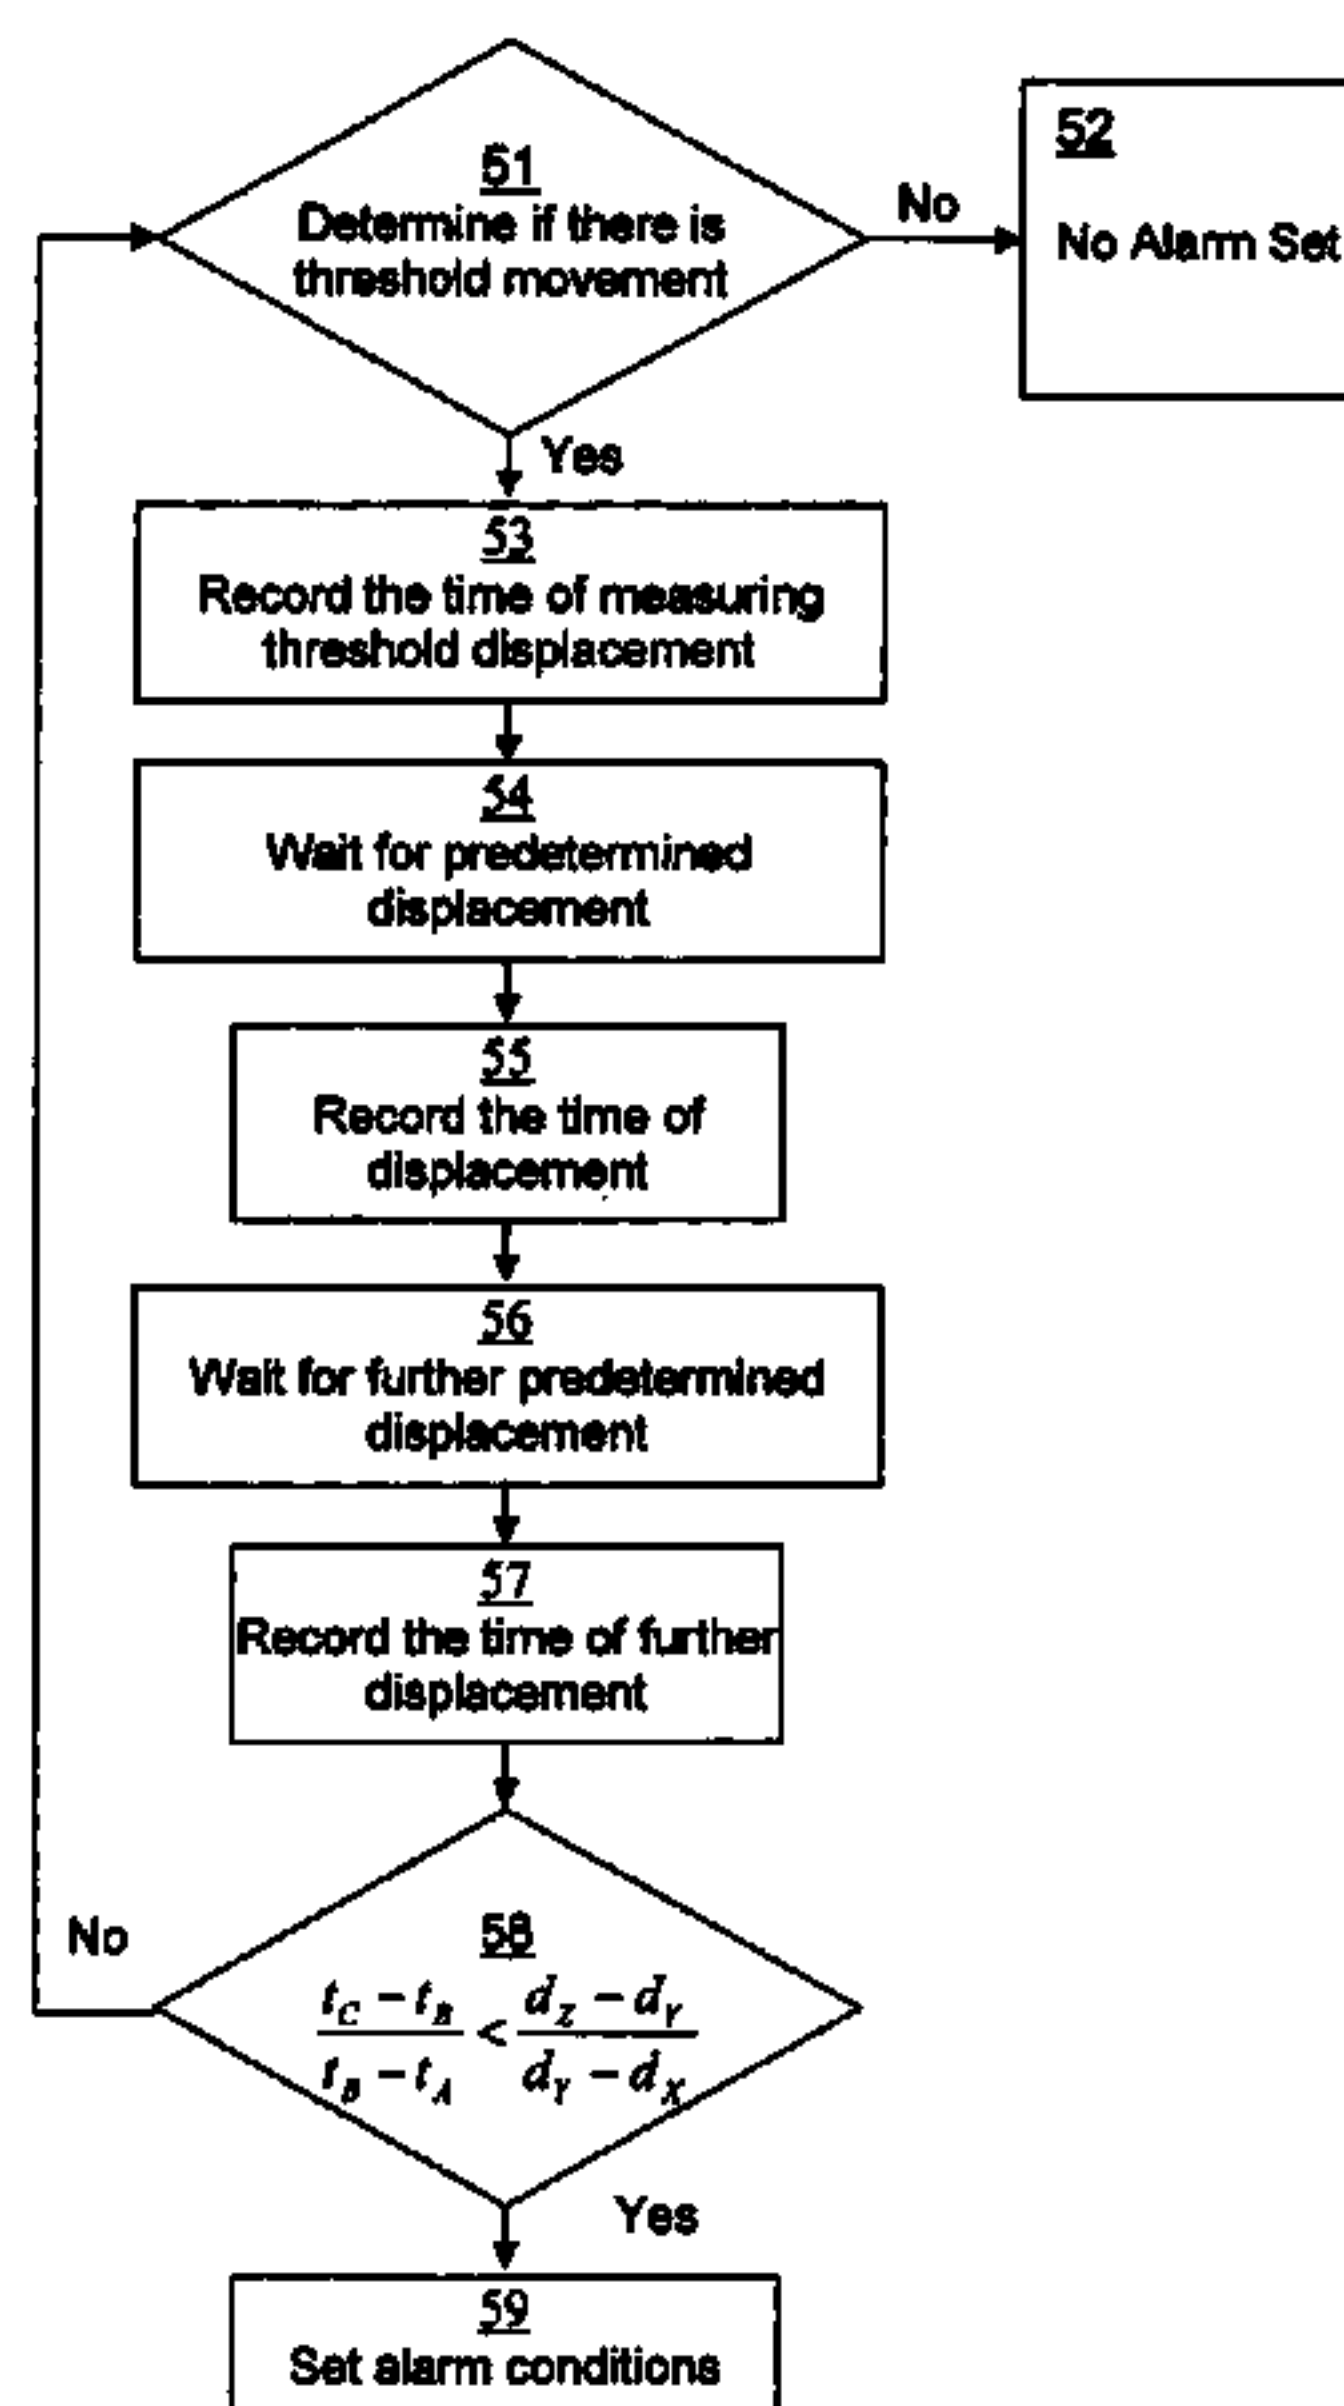 51
Determine if there is
threshold movement
No
52
No Alarm Set
Yes
53
Record the time of measuring
threshold displacement
54
Wait for predetermined
displacement
55
Record the time of
displacement
56
Wait for further predetermined
displacement
57
Record the time of further
displacement
No
58
t_C − t_B / t_B − t_A < d_Z − d_Y / d_Y − d_X
Yes
59
Set alarm conditions